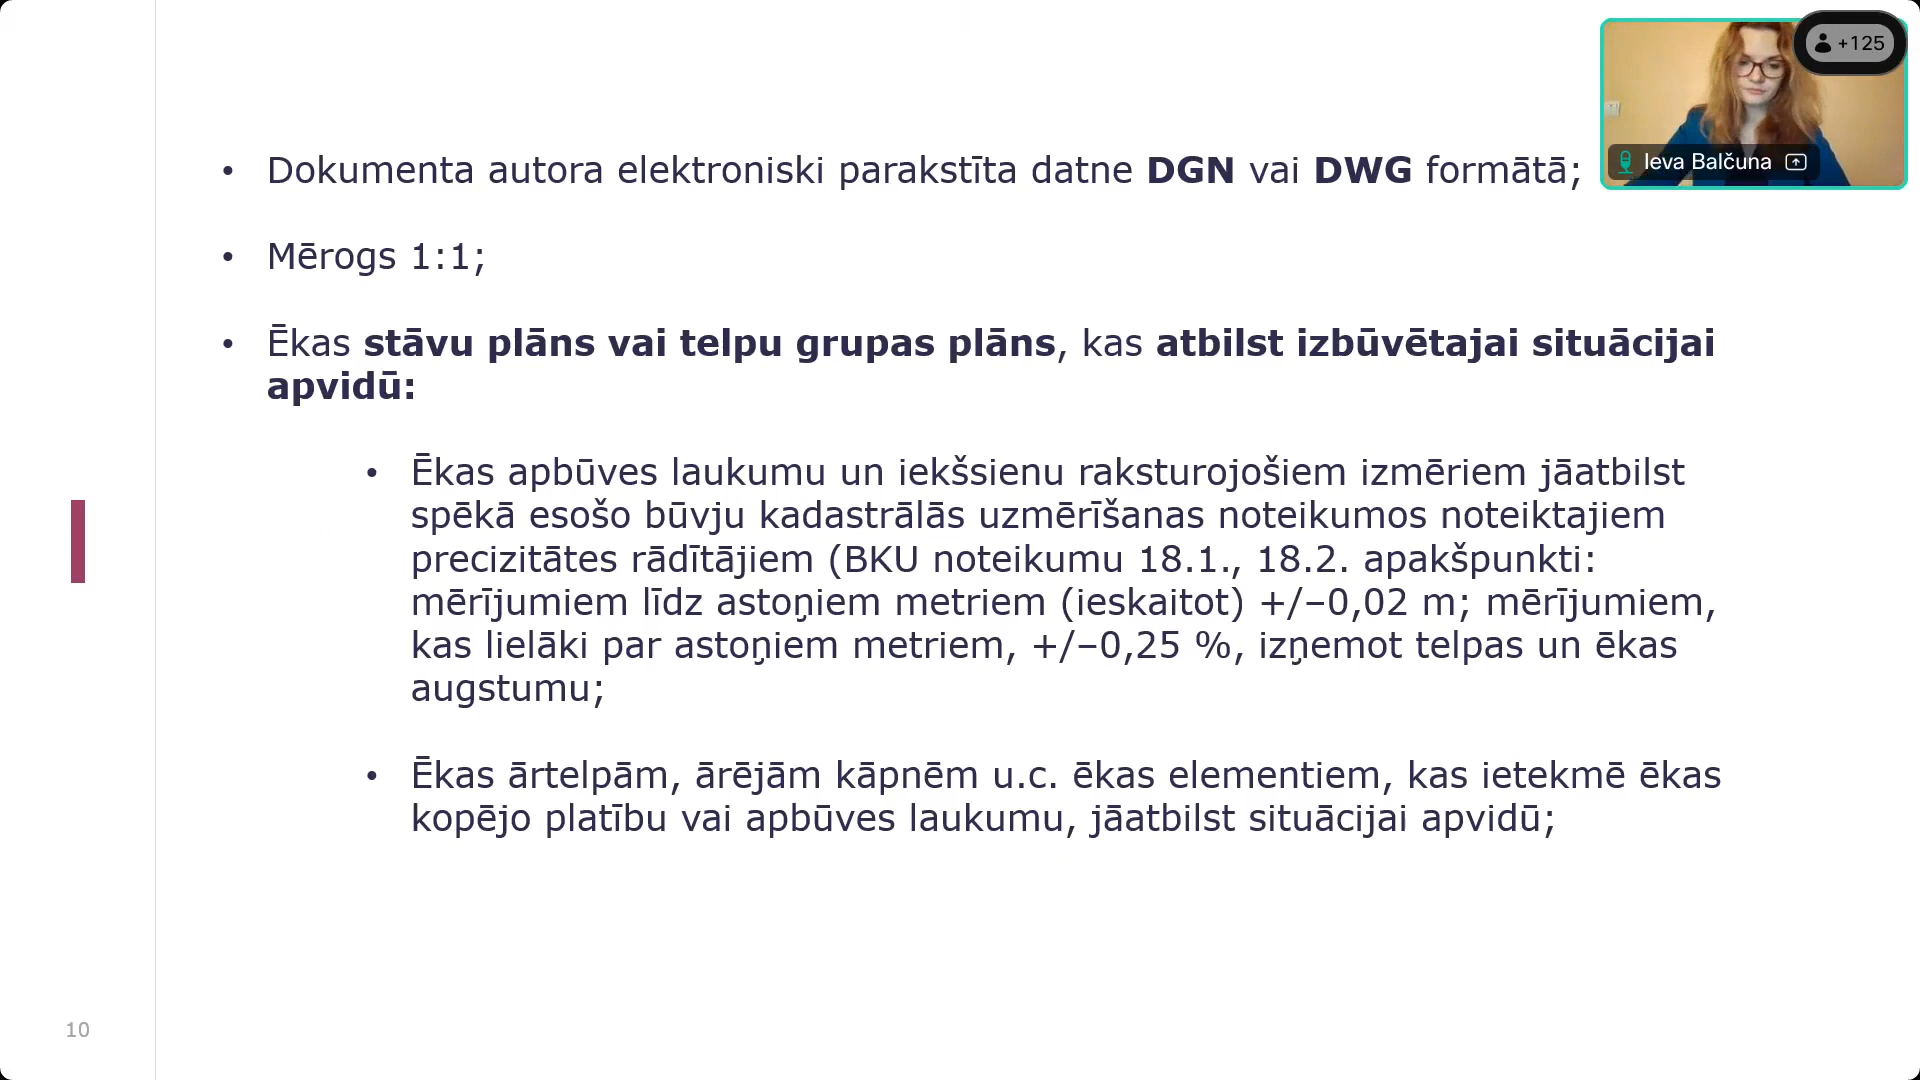 +125
Ieva Balčuna
• Dokumenta autora elektroniski parakstīta datne DGN vai DWG formātā;
• Mērogs 1:1;
• Ēkas stāvu plāns vai telpu grupas plāns, kas atbilst izbūvētajai situācijai
apvidū:
• Ēkas apbūves laukumu un iekšsienu raksturojošiem izmēriem jāatbilst
spēkā esošo būvju kadastrālās uzmērīšanas noteikumos noteiktajiem
precizitātes rādītājiem (BKU noteikumu 18.1., 18.2. apakšpunkti:
mērījumiem līdz astoņiem metriem (ieskaitot) +/–0,02 m; mērījumiem,
kas lielāki par astoņiem metriem, +/–0,25 %, izņemot telpas un ēkas
augstumu;
• Ēkas ārtelpām, ārējām kāpnēm u.c. ēkas elementiem, kas ietekmē ēkas
kopējo platību vai apbūves laukumu, jāatbilst situācijai apvidū;
10